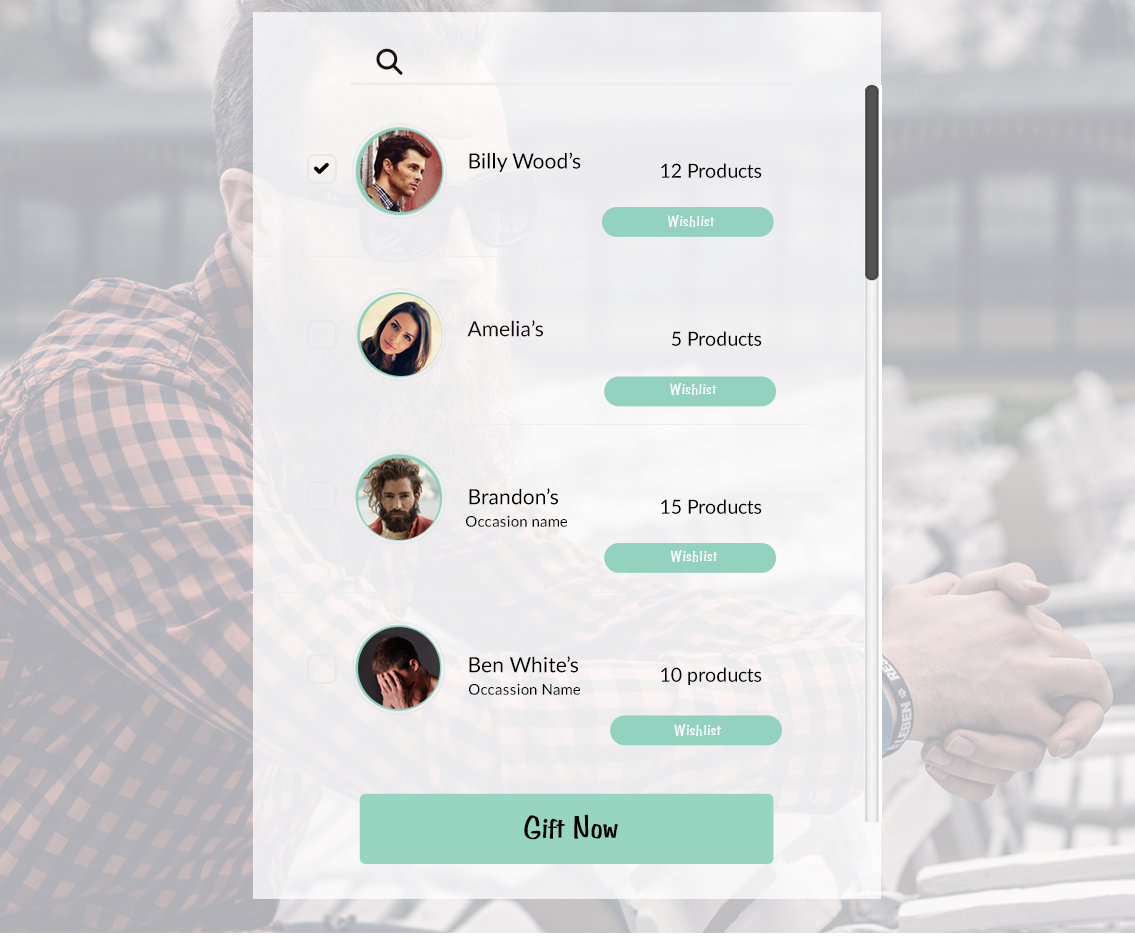 Billy Wood’s
12 Products
Wishlist
Amelia’s
5 Products
Wishlist
Brandon’s
Occasion name
15 Products
Wishlist
Ben White’s
Occassion Name
10 products
Wishlist
Gift Now